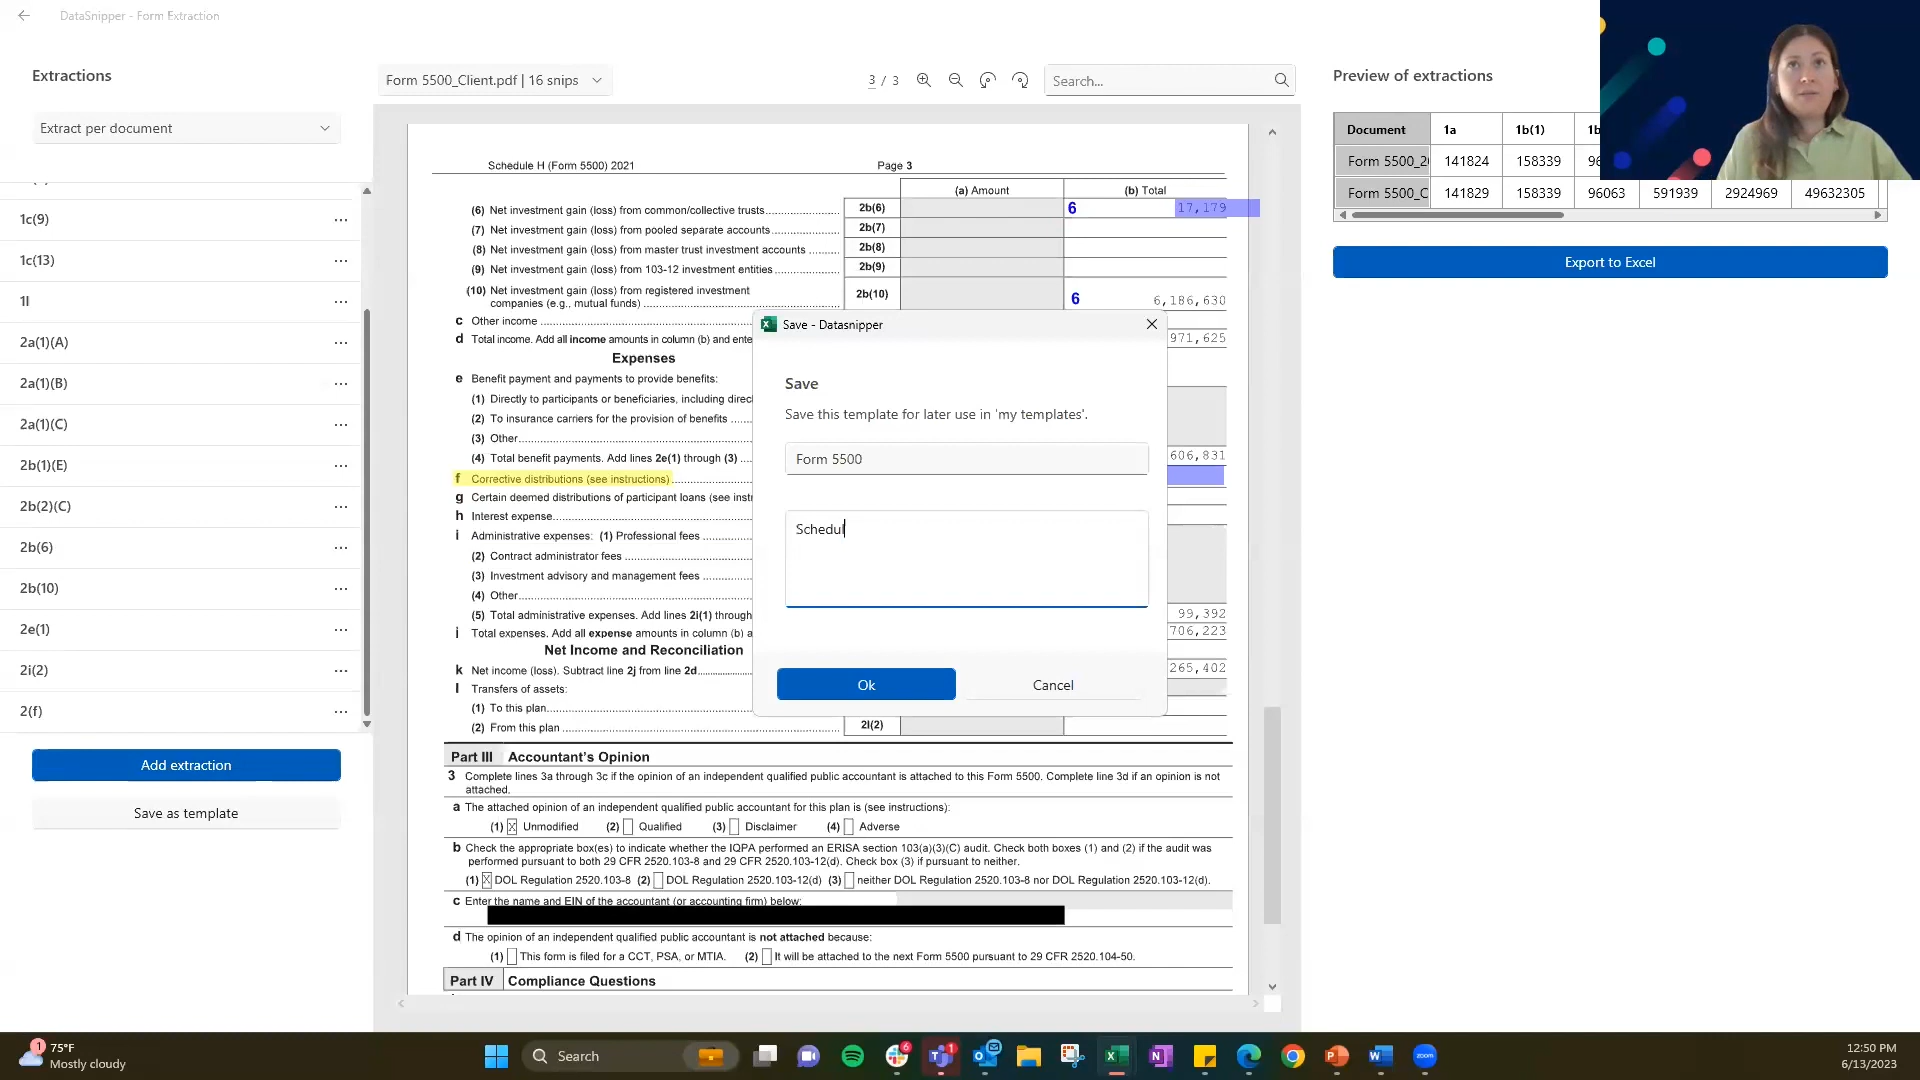 DataSnipper - Form Extraction
Extractions
Extract per document
1c(9)
1c(13)
1l
2a(1)(A)
2a(1)(B)
2a(1)(C)
2b(1)(E)
2b(2)(C)
2b(6)
2b(10)
2e(1)
2i(2)
2(f)
Add extraction
Save as template
Form 5500_Client.pdf | 16 snips
3 / 3
Search...
Schedule H (Form 5500) 2021 Page 3
(a) Amount (b) Total
(6) Net investment gain (loss) from common/collective trusts 2b(6) 6 17,179
(7) Net investment gain (loss) from pooled separate accounts 2b(7)
(8) Net investment gain (loss) from master trust investment accounts 2b(8)
(9) Net investment gain (loss) from 103-12 investment entities 2b(9)
(10) Net investment gain (loss) from registered investment
companies (e.g., mutual funds) 2b(10) 6 6,186,630
c Other income
d Total income. Add all income amounts in column (b) and ente 971,625
Expenses
e Benefit payment and payments to provide benefits:
(1) Directly to participants or beneficiaries, including direc
(2) To insurance carriers for the provision of benefits
(3) Other
(4) Total benefit payments. Add lines 2e(1) through (3) 606,831
f Corrective distributions (see instructions)
g Certain deemed distributions of participant loans (see instr
h Interest expense
i Administrative expenses: (1) Professional fees
(2) Contract administrator fees
(3) Investment advisory and management fees
(4) Other
(5) Total administrative expenses. Add lines 2i(1) through 99,392
j Total expenses. Add all expense amounts in column (b) a 706,223
Net Income and Reconciliation
k Net income (loss). Subtract line 2j from line 2d 265,402
l Transfers of assets:
(1) To this plan
(2) From this plan 2l(2)
Part III Accountant's Opinion
3 Complete lines 3a through 3c if the opinion of an independent qualified public accountant is attached to this Form 5500. Complete line 3d if an opinion is not
attached.
a The attached opinion of an independent qualified public accountant for this plan is (see instructions):
(1) X Unmodified (2) Qualified (3) Disclaimer (4) Adverse
b Check the appropriate box(es) to indicate whether the IQPA performed an ERISA section 103(a)(3)(C) audit. Check both boxes (1) and (2) if the audit was
performed pursuant to both 29 CFR 2520.103-8 and 29 CFR 2520.103-12(d). Check box (3) if pursuant to neither.
(1) X DOL Regulation 2520.103-8 (2) DOL Regulation 2520.103-12(d) (3) neither DOL Regulation 2520.103-8 nor DOL Regulation 2520.103-12(d).
c Enter the name and EIN of the accountant (or accounting firm) below:
d The opinion of an independent qualified public accountant is not attached because:
(1) This form is filed for a CCT, PSA, or MTIA. (2) It will be attached to the next Form 5500 pursuant to 29 CFR 2520.104-50.
Part IV Compliance Questions
Save - Datasnipper
Save
Save this template for later use in 'my templates'.
Form 5500
Schedul
Ok
Cancel
Preview of extractions
Document 1a 1b(1) 1b
Form 5500_2 141824 158339 96
Form 5500_C 141829 158339 96063 591939 2924969 49632305
Export to Excel
1
75°F
Mostly cloudy
Search
6
1
zoom
12:50 PM
6/13/2023